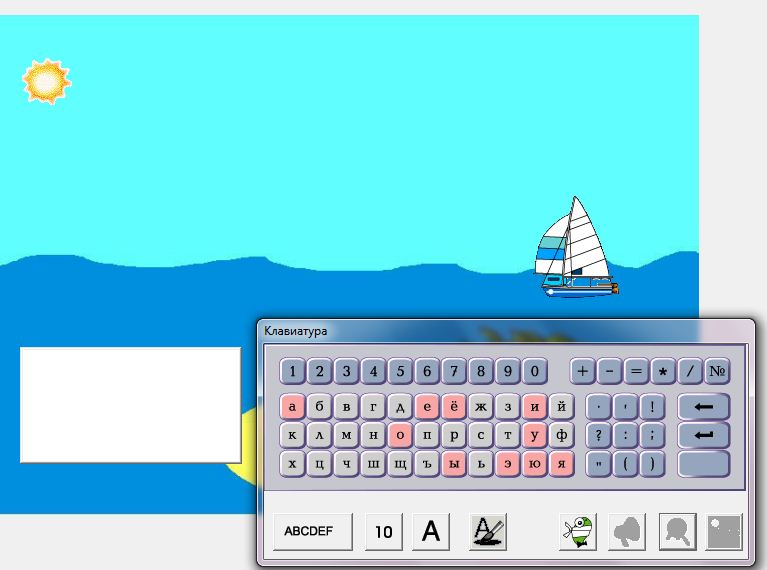 Клавиатура
1 2 3 4 5 6 7 8 9 0 + - = * / №
а б в г д е ё ж з и й . ' !
к л м н о п р с т у ф ? : ;
х ц ч ш щ ъ ы ь э ю я " ( )
ABCDEF 10 A A